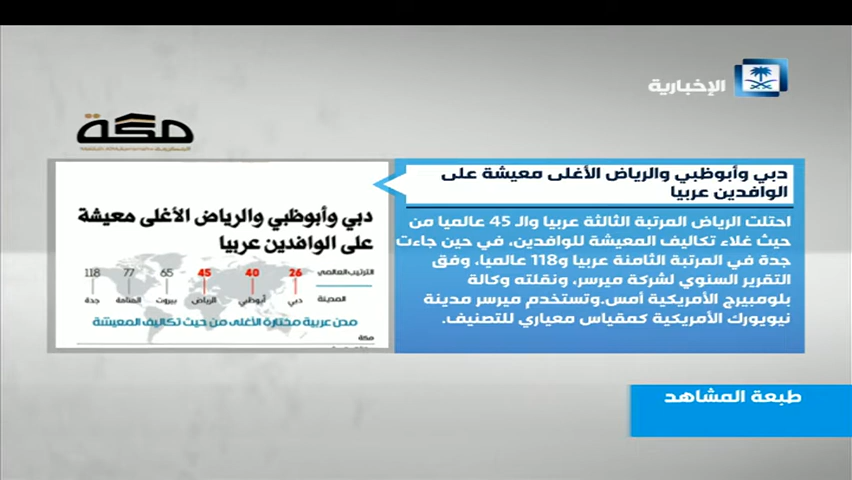 الإخبارية
مكة
دبي وأبوظبي والرياض الأغلى معيشة على
الوافدين عربيا
احتلت الرياض المرتبة الثالثة عربيا والـ 45 عالميا من
حيث غلاء تكاليف المعيشة للوافدين، في حين جاءت
جدة في المرتبة الثامنة عربيا و118 عالميا، وفق
التقرير السنوي لشركة ميرسر، ونقلته وكالة
بلومبيرج الأمريكية أمس.وتستخدم ميرسر مدينة
نيويورك الأمريكية كمقياس معياري للتصنيف.
دبي وأبوظبي والرياض الأغلى معيشة
على الوافدين عربيا
الترتيب العالمي 26 40 45 65 77 118
المدينة دبي أبوظبي الرياض بيروت المنامة جدة
مدن عربية مختارة الأغلى من حيث تكاليف المعيشة
مكة
طبعة المشاهد